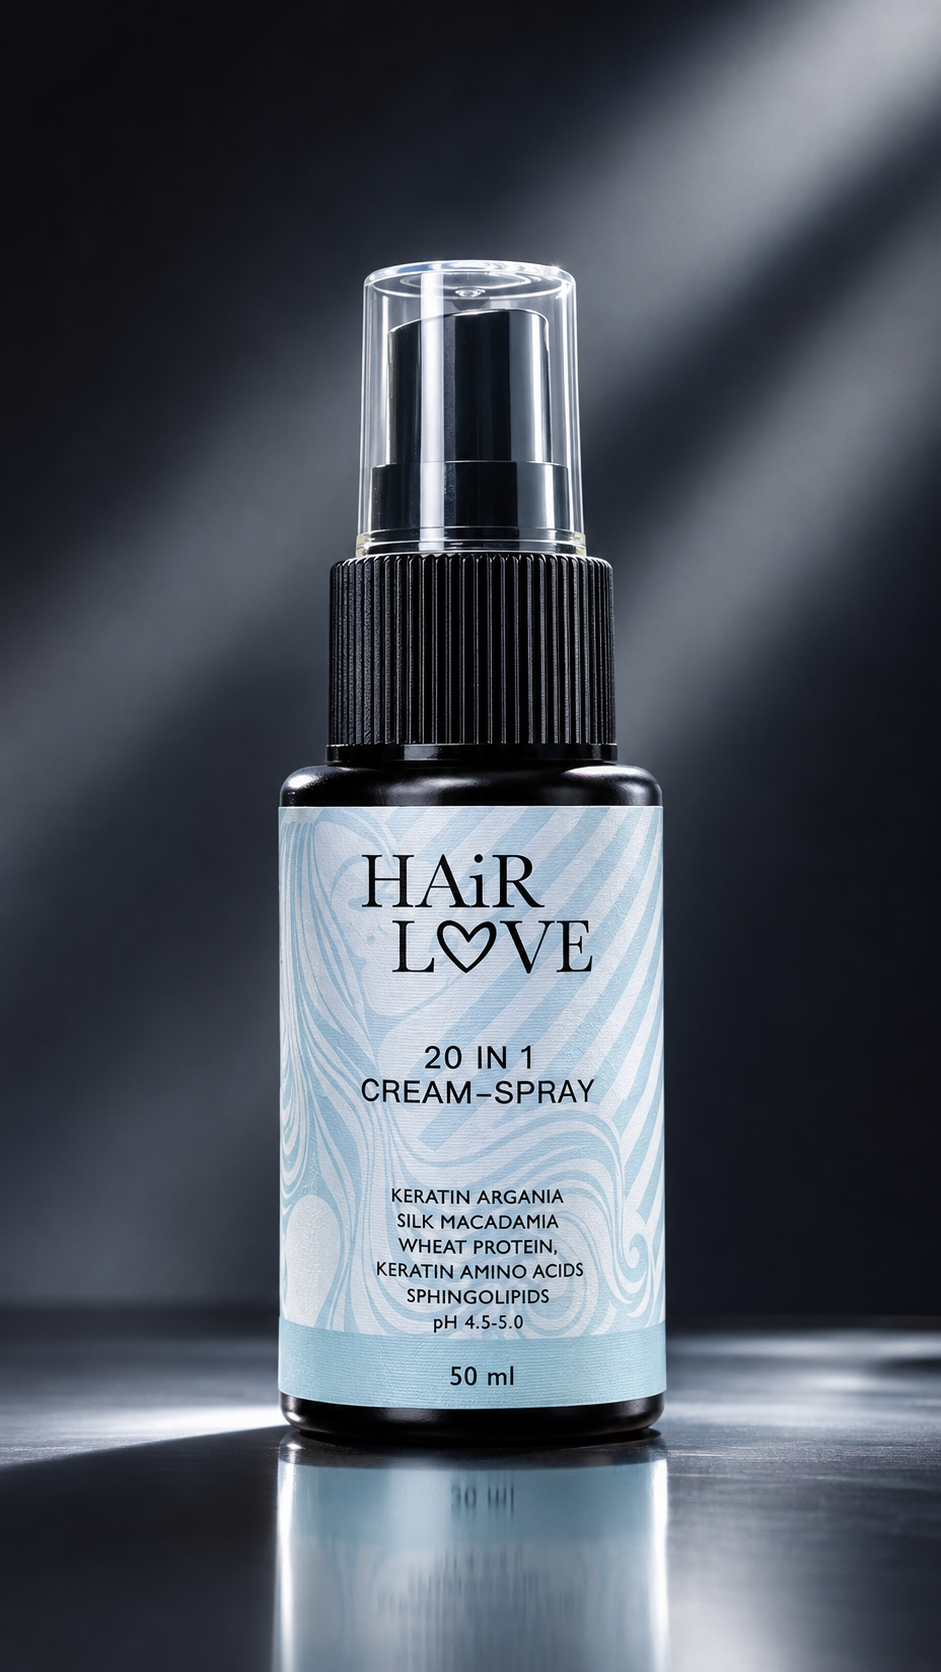 HAiR
LOVE
20 IN 1
CREAM-SPRAY
KERATIN ARGANIA
SILK MACADAMIA
WHEAT PROTEIN,
KERATIN AMINO ACIDS
SPHINGOLIPIDS
pH 4.5-5.0
50 ml